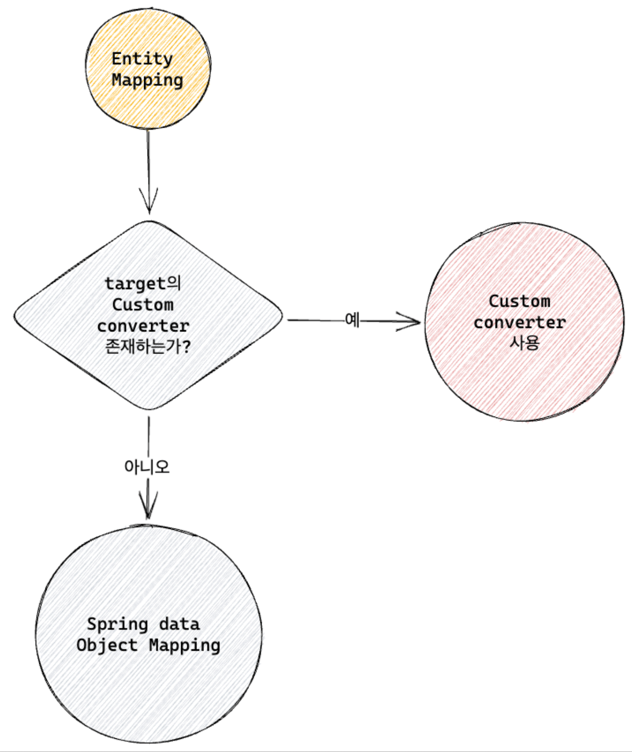 Entity
Mapping
target의
Custom
converter
존재하는가?
예
Custom
converter
사용
아니오
Spring data
Object Mapping